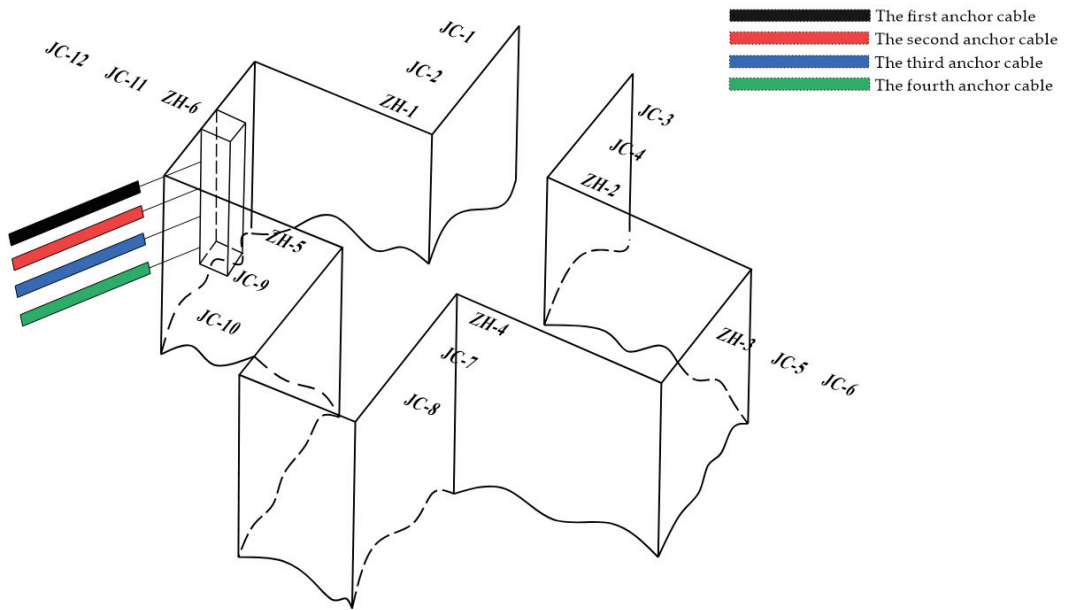 The first anchor cable
The second anchor cable
The third anchor cable
The fourth anchor cable
JC-1
JC-2
ZH-1
JC-12
JC-11
ZH-6
JC-3
JC-4
ZH-2
ZH-5
JC-9
JC-10
ZH-4
JC-7
JC-8
ZH-3
JC-5
JC-6